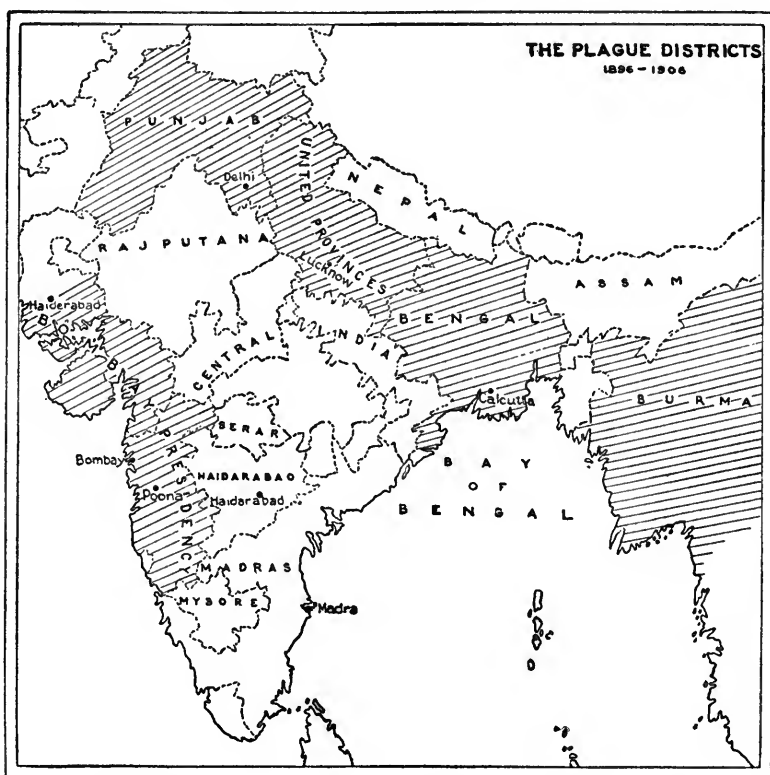 THE PLAGUE DISTRICTS
1896-1906
PUNJAB
Delhi
UNITED PROVINCES
NEPAL
RAJPUTANA
Lucknow
ASSAM
Haiderabad
BOMBAY PRESIDENCY
BENGAL
CENTRAL INDIA
Calcutta
BURMA
BERAR
Bombay
HAIDARABAD
Poona
Haidarabad
BAY
OF
BENGAL
MADRAS
MYSORE
Madra